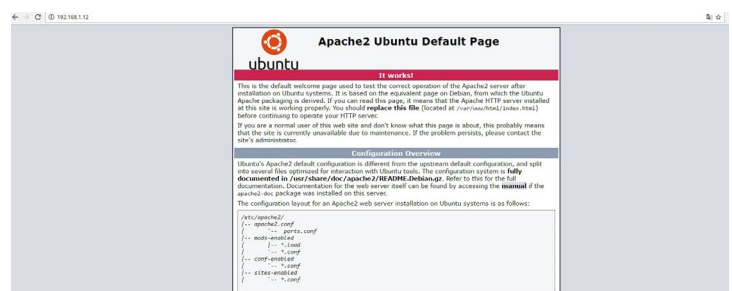 192.168.1.12
Apache2 Ubuntu Default Page
ubuntu
It works!
This is the default welcome page used to test the correct operation of the Apache2 server after
installation on Ubuntu systems. It is based on the equivalent page on Debian, from which the Ubuntu
Apache packaging is derived. If you can read this page, it means that the Apache HTTP server installed
at this site is working properly. You should replace this file (located at /var/www/html/index.html)
before continuing to operate your HTTP server.
If you are a normal user of this web site and don't know what this page is about, this probably means
that the site is currently unavailable due to maintenance. If the problem persists, please contact the
site's administrator.
Configuration Overview
Ubuntu's Apache2 default configuration is different from the upstream default configuration, and split
into several files optimized for interaction with Ubuntu tools. The configuration system is fully
documented in /usr/share/doc/apache2/README.Debian.gz. Refer to this for the full
documentation. Documentation for the web server itself can be found by accessing the manual if the
apache2-doc package was installed on this server.
The configuration layout for an Apache2 web server installation on Ubuntu systems is as follows:
/etc/apache2/
|-- apache2.conf
|       `-- ports.conf
|-- mods-enabled
|       |-- *.load
|       `-- *.conf
|-- conf-enabled
|       `-- *.conf
|-- sites-enabled
|       `-- *.conf